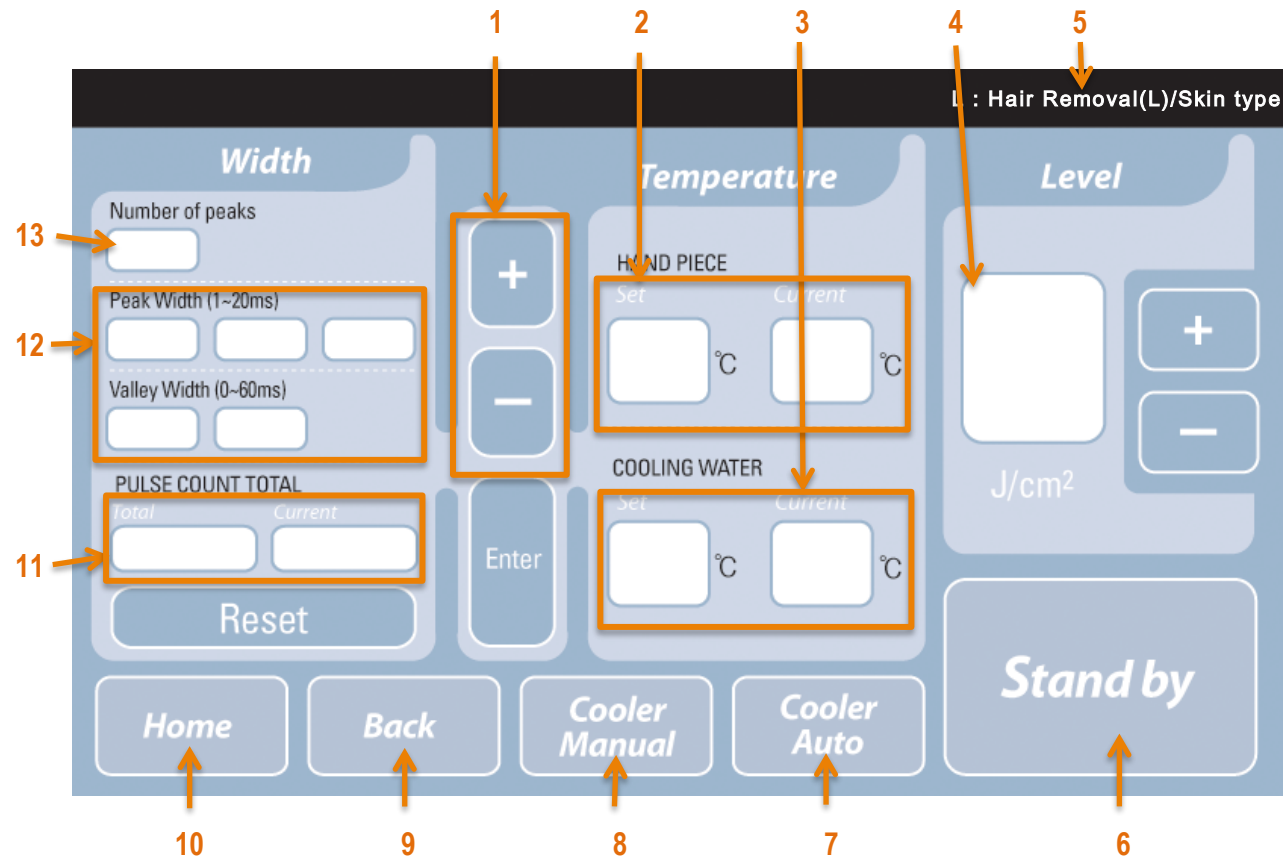 1 2 3 4 5
L : Hair Removal(L)/Skin type
Width
Temperature
Level
Number of peaks
13
+
HAND PIECE
Set Current
Peak Width (1~20ms)
+
12
℃ ℃
Valley Width (0~60ms)
−
−
COOLING WATER
PULSE COUNT TOTAL
J/cm²
Total Current
Set Current
11
Enter
℃ ℃
Reset
Stand by
Home
Back
Cooler
Manual
Cooler
Auto
10 9 8 7 6